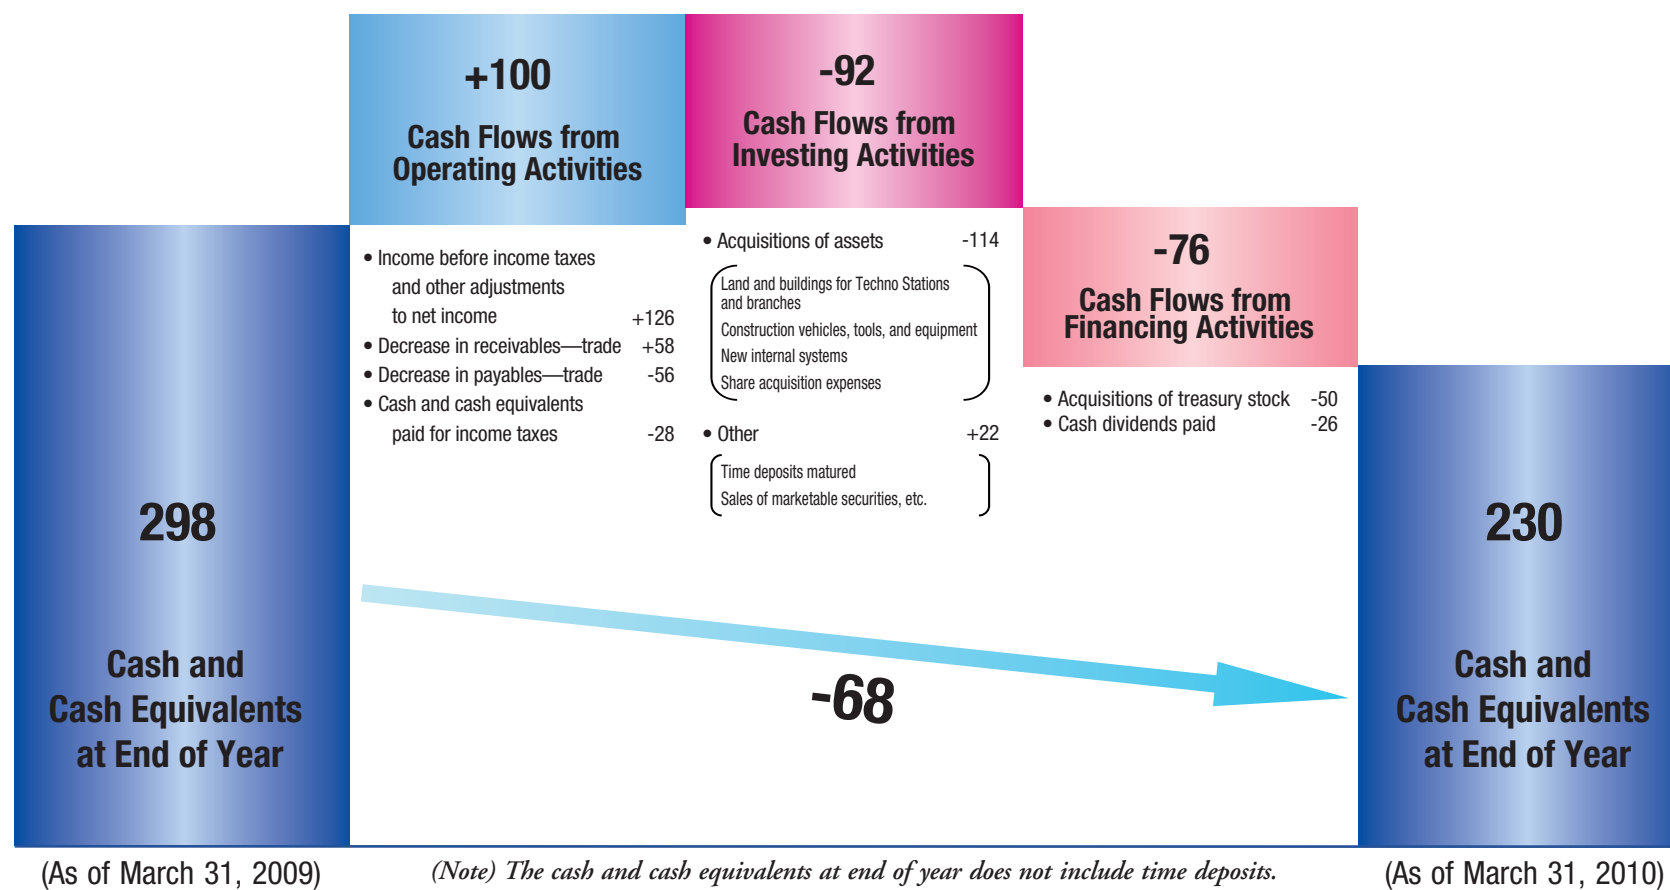 298
Cash and
Cash Equivalents
at End of Year
(As of March 31, 2009)
+100
Cash Flows from
Operating Activities
• Income before income taxes
and other adjustments
to net income +126
• Decrease in receivables—trade +58
• Decrease in payables—trade -56
• Cash and cash equivalents
paid for income taxes -28
-92
Cash Flows from
Investing Activities
• Acquisitions of assets -114
Land and buildings for Techno Stations
and branches
Construction vehicles, tools, and equipment
New internal systems
Share acquisition expenses
• Other +22
Time deposits matured
Sales of marketable securities, etc.
-76
Cash Flows from
Financing Activities
• Acquisitions of treasury stock -50
• Cash dividends paid -26
-68
230
Cash and
Cash Equivalents
at End of Year
(As of March 31, 2010)
(Note) The cash and cash equivalents at end of year does not include time deposits.